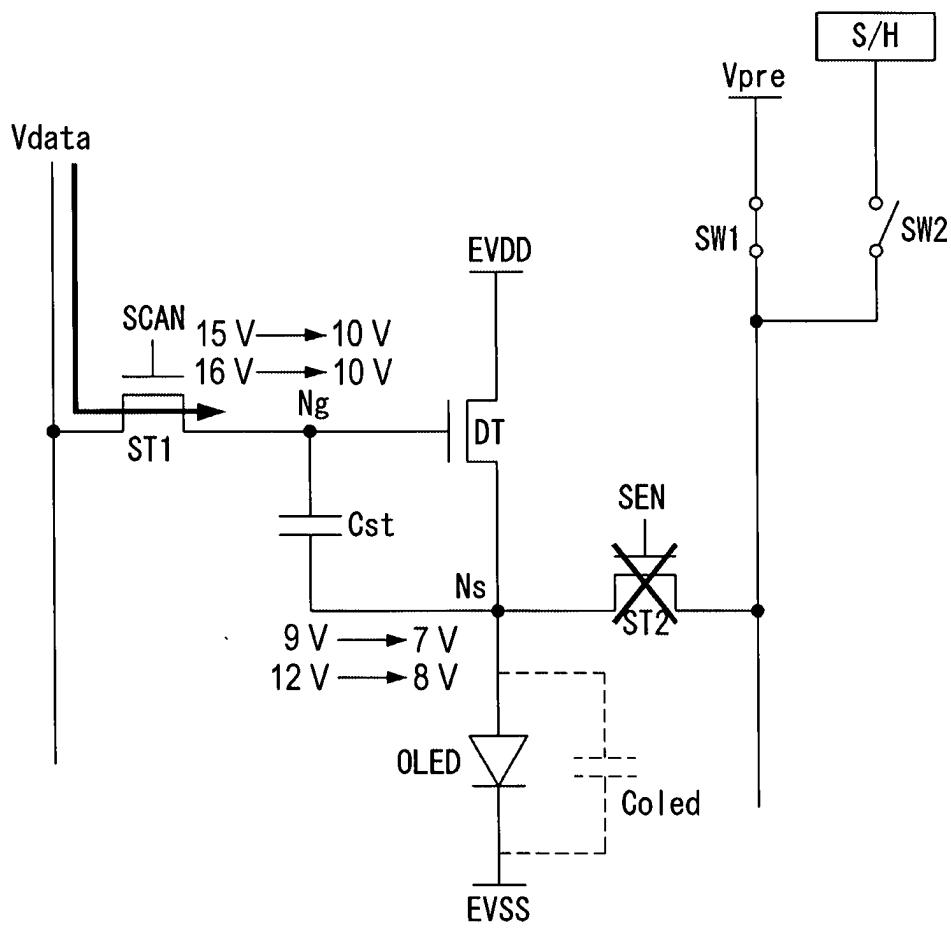 S/H
Vpre
Vdata
SW1
SW2
EVDD
SCAN
15 V → 10 V
16 V → 10 V
Ng
DT
ST1
SEN
Cst
Ns
ST2
9 V → 7 V
12 V → 8 V
OLED
Coled
EVSS